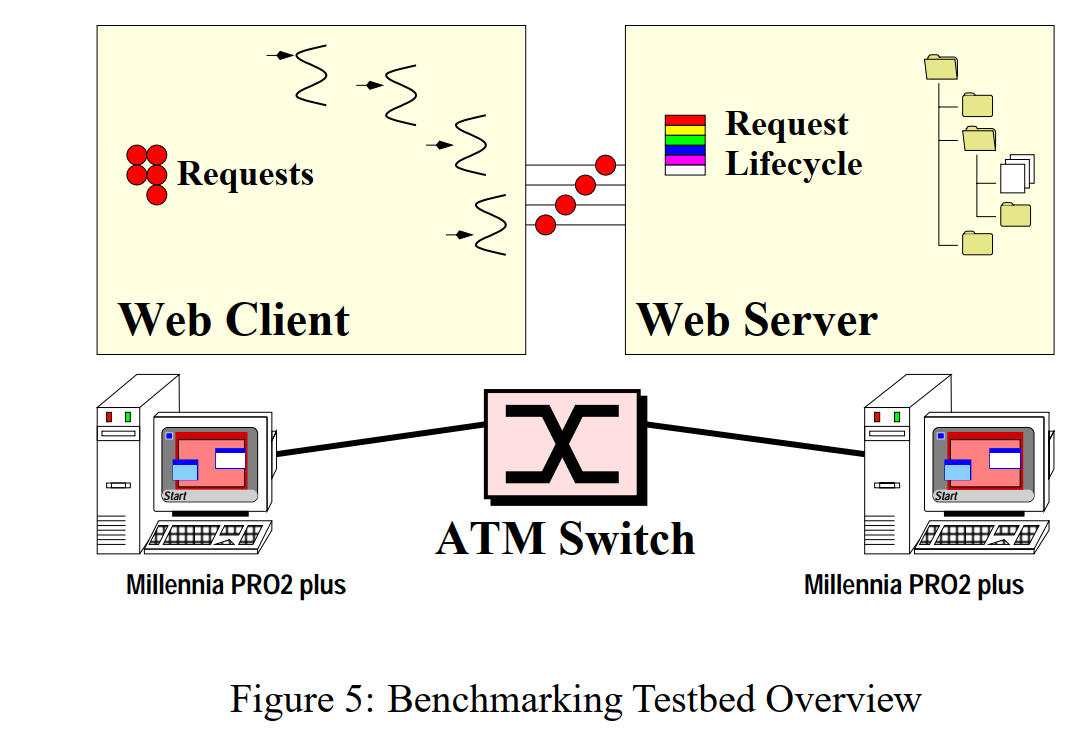 Requests
Request
Lifecycle
Web Client
Web Server
Start
Start
ATM Switch
Millennia PRO2 plus
Millennia PRO2 plus
Figure 5: Benchmarking Testbed Overview